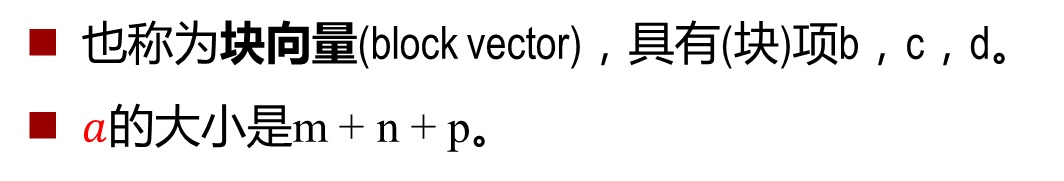 也称为块向量(block vector)，具有(块)项b，c，d。
a的大小是m + n + p。